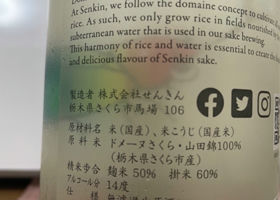 At Senkin, we follow the domaine concept to
rice. As such, we only grow rice in fields
subterranean water that is used in our sake brewing
This harmony of rice and water is essential to create
and delicious flavour of Senkin sake.
製造者 株式会社せんきん
栃木県さくら市馬場 106
原材料名 米(国産)、米こうじ(国産米)
原料米 ドメーヌさくら・山田錦100%
(栃木県さくら市産)
精米歩合 麹米 50% 掛米 60%
アルコール分 14度
仕様 無濾過